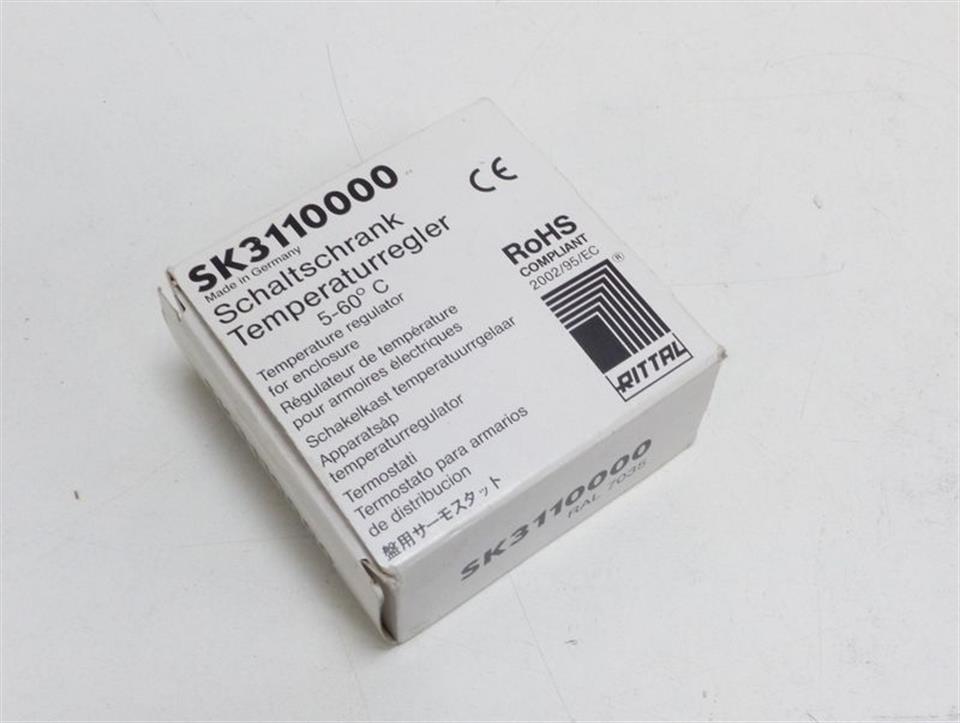 SK3110000
Made in Germany
Schaltschrank
Temperaturregler
5-60° C
Temperature regulator
for enclosure
Régulateur de température
pour armoires électriques
Schakelkast temperatuurrgelaar
Apparatsåp
temperaturregulator
Termostati
Termostato para armarios
de distribucion
盤用サーモスタット
CE
RoHS
COMPLIANT
2002/95/EC
®
RITTAL
SK3110000
RAL 7035